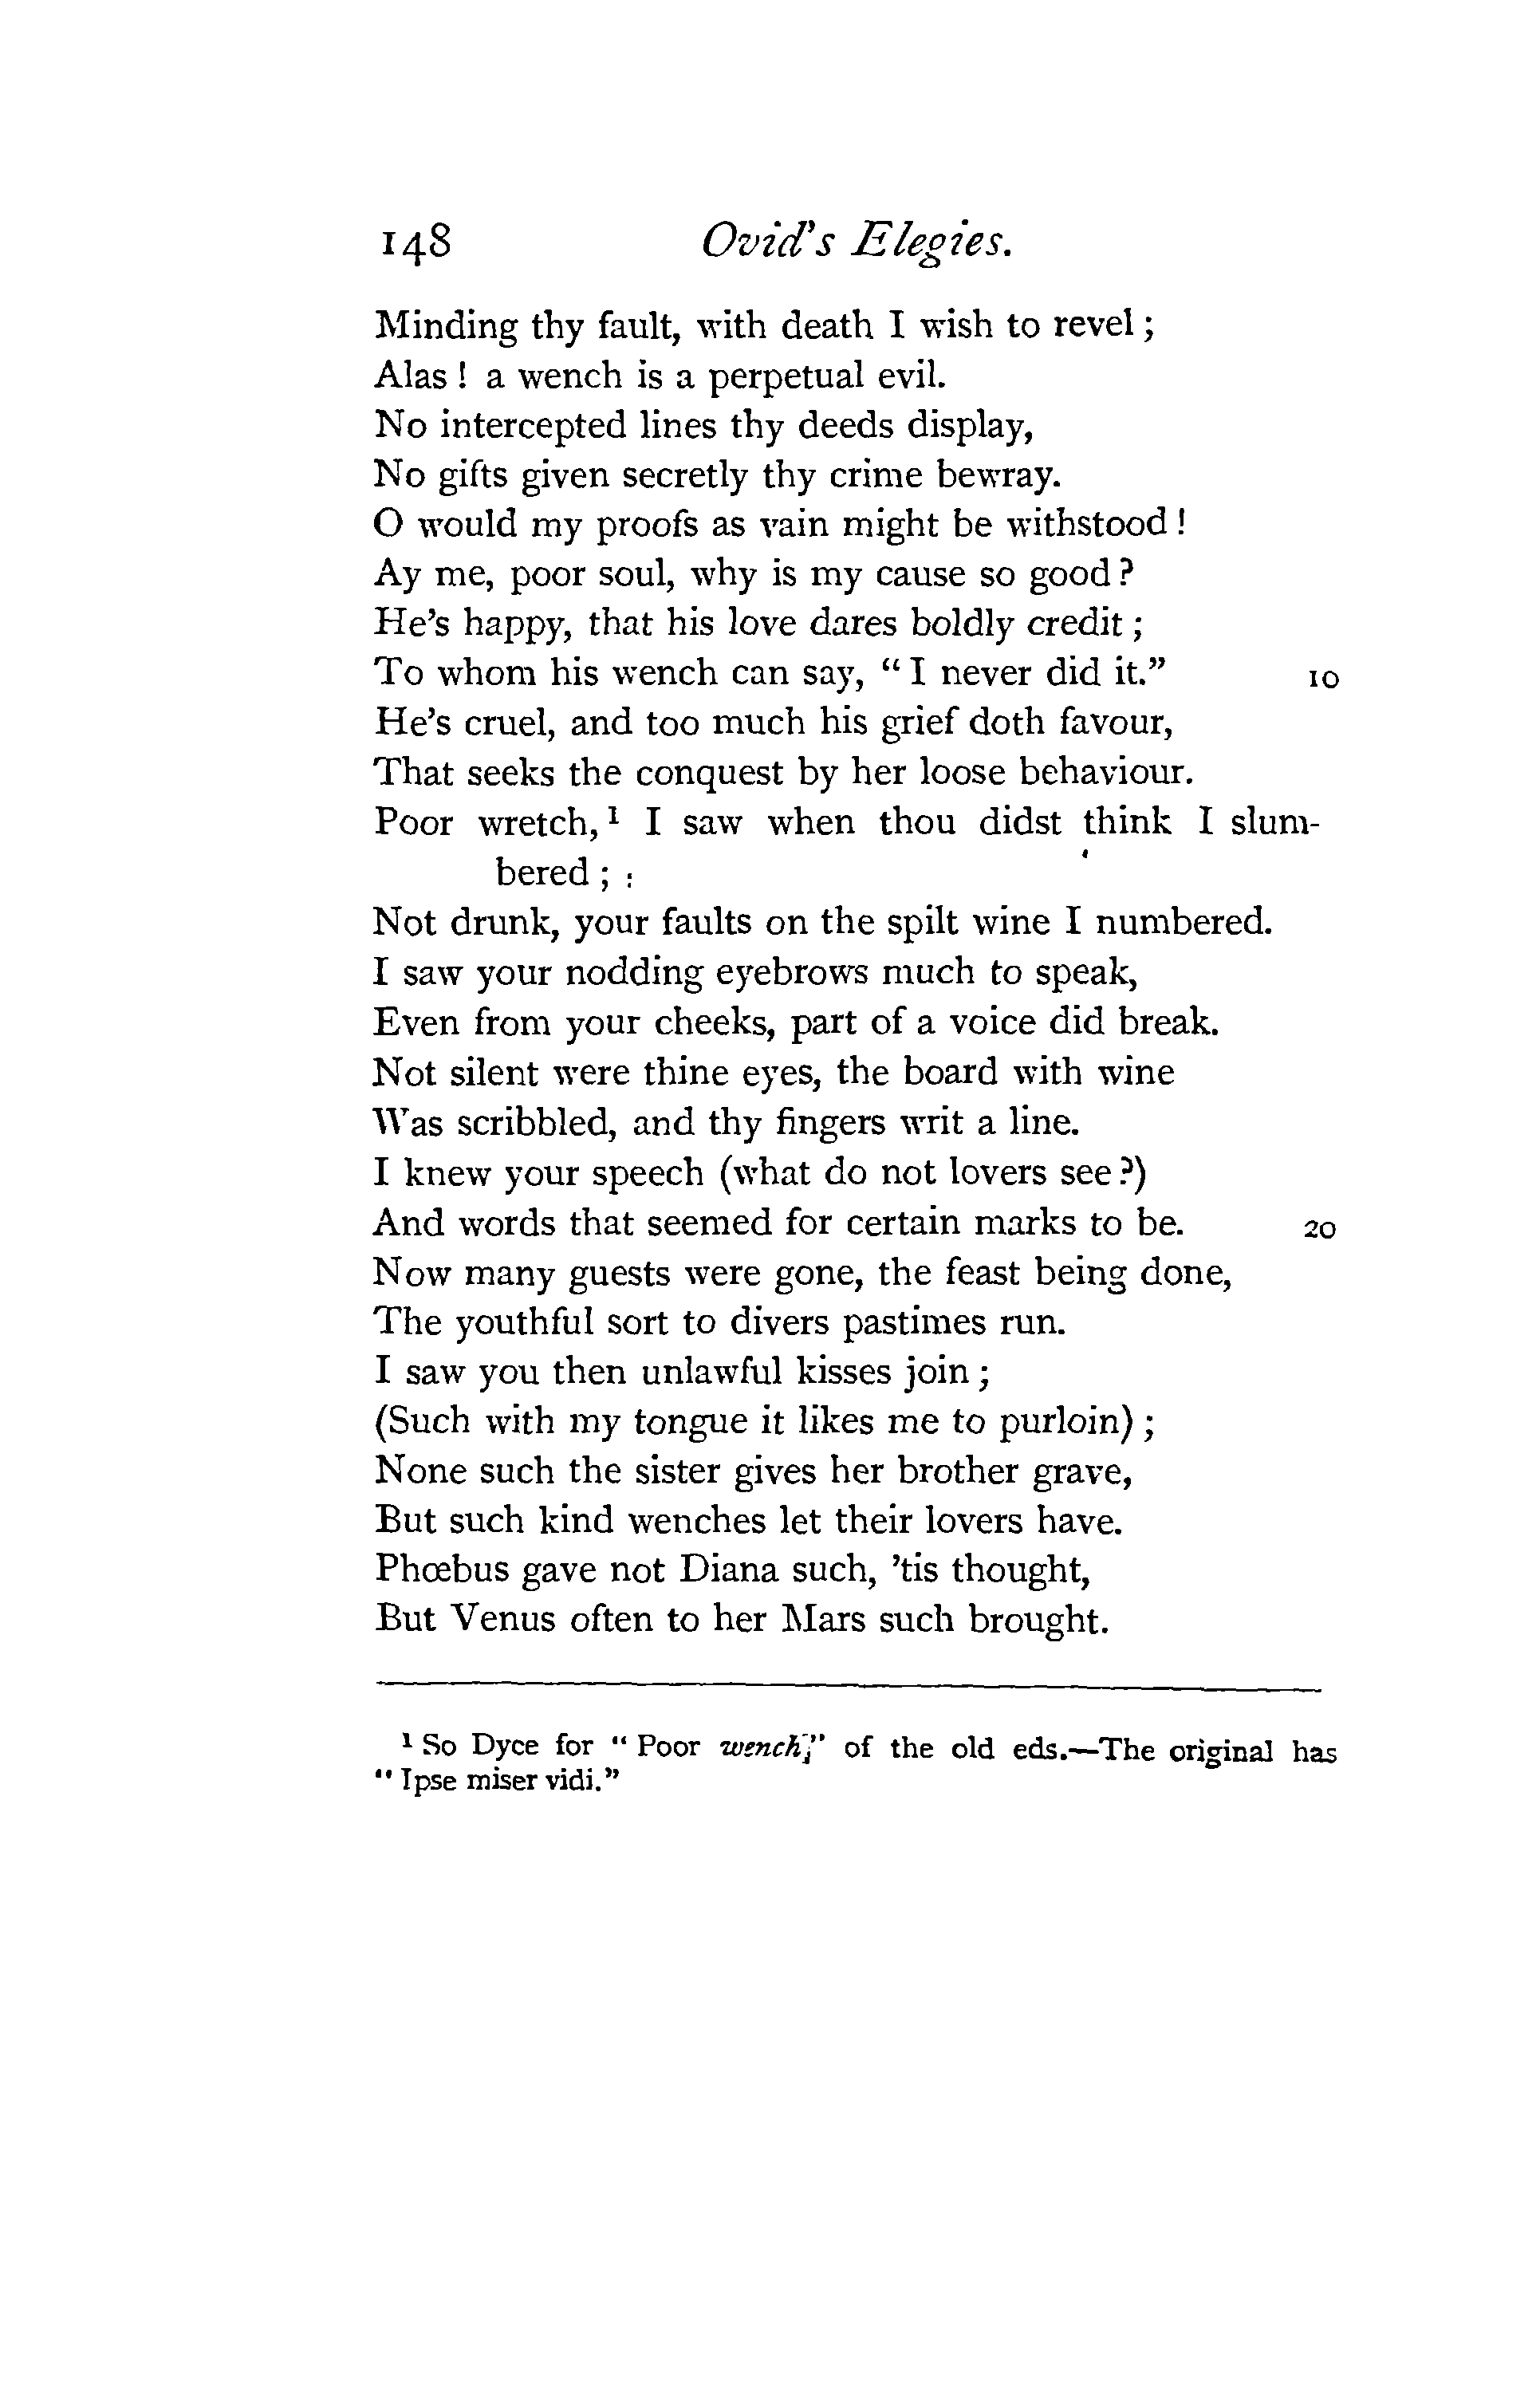 148 Ovid's Elegies.
Minding thy fault, with death I wish to revel ;
Alas ! a wench is a perpetual evil.
No intercepted lines thy deeds display,
No gifts given secretly thy crime bewray.
O would my proofs as vain might be withstood !
Ay me, poor soul, why is my cause so good ?
He's happy, that his love dares boldly credit ;
To whom his wench can say, " I never did it." 10
He's cruel, and too much his grief doth favour,
That seeks the conquest by her loose behaviour.
Poor wretch,¹ I saw when thou didst think I slum-
bered ;
Not drunk, your faults on the spilt wine I numbered.
I saw your nodding eyebrows much to speak,
Even from your cheeks, part of a voice did break.
Not silent were thine eyes, the board with wine
Was scribbled, and thy fingers writ a line.
I knew your speech (what do not lovers see ?)
And words that seemed for certain marks to be. 20
Now many guests were gone, the feast being done,
The youthful sort to divers pastimes run.
I saw you then unlawful kisses join ;
(Such with my tongue it likes me to purloin) ;
None such the sister gives her brother grave,
But such kind wenches let their lovers have.
Phœbus gave not Diana such, 'tis thought,
But Venus often to her Mars such brought.
¹ So Dyce for " Poor wench" of the old eds.—The original has
" Ipse miser vidi."